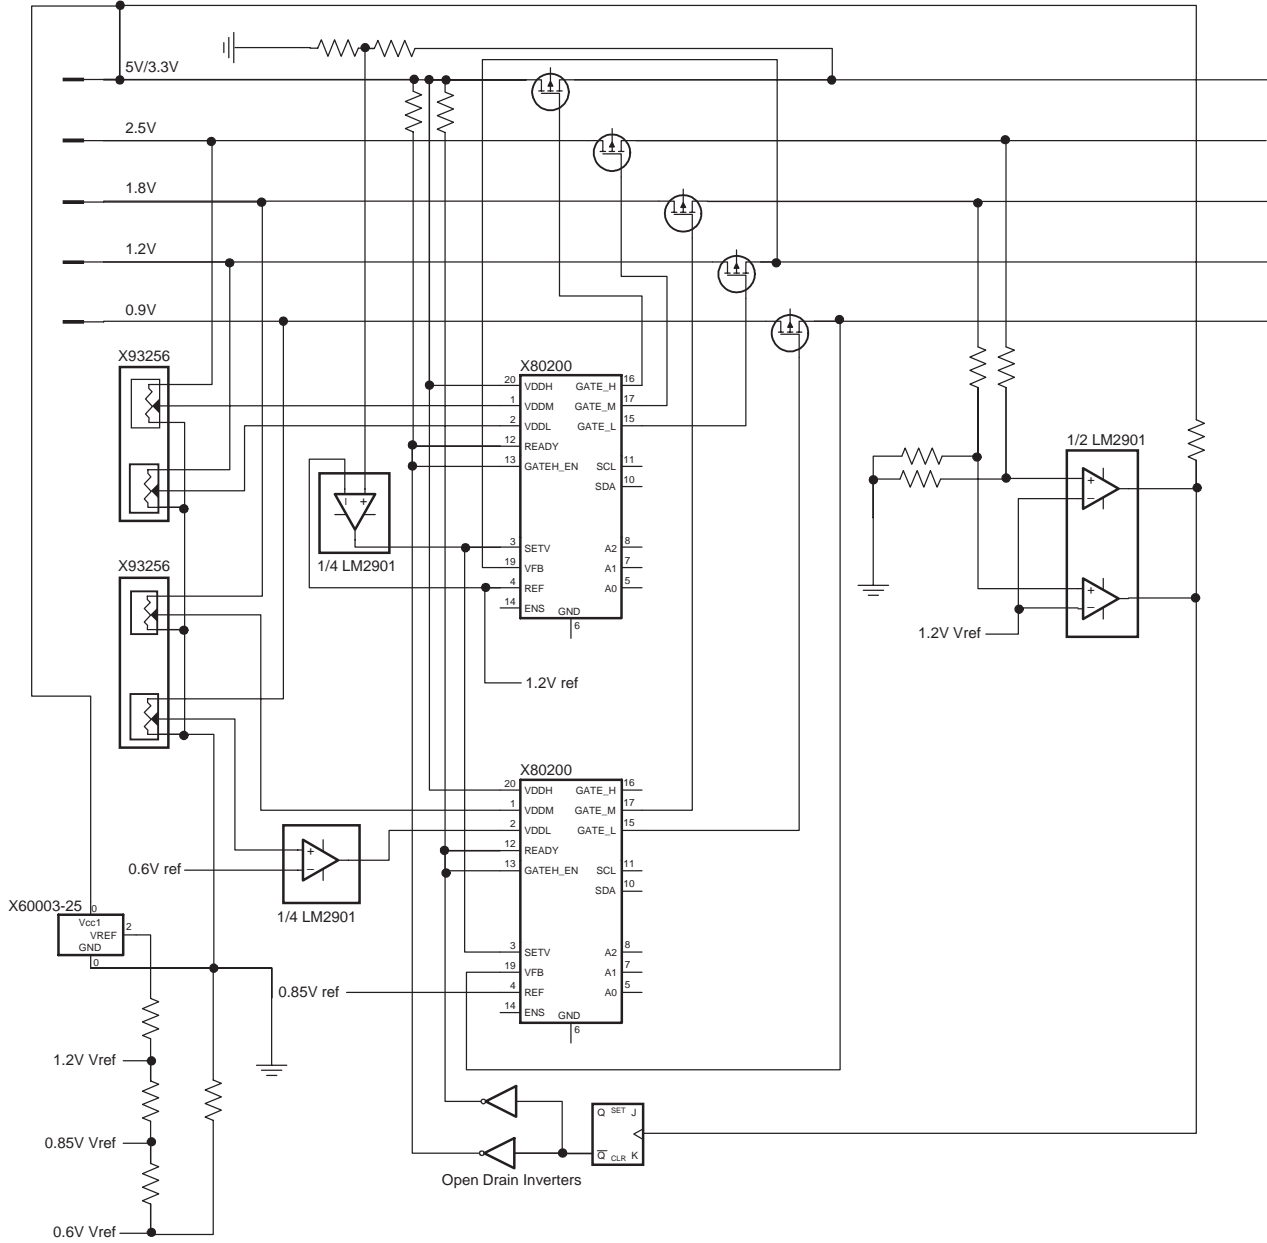 5V/3.3V
2.5V
1.8V
1.2V
0.9V
X93256
X80200
20 VDDH GATE_H 16
1 VDDM GATE_M 17
2 VDDL GATE_L 15
12 READY
13 GATEH_EN SCL 11
SDA 10
3 SETV A2 8
19 VFB A1 7
4 REF A0 5
14 ENS GND
6
− +
1/4 LM2901
1/2 LM2901
+
−
+
−
1.2V Vref
1.2V ref
X93256
X80200
20 VDDH GATE_H 16
1 VDDM GATE_M 17
2 VDDL GATE_L 15
12 READY
13 GATEH_EN SCL 11
SDA 10
3 SETV A2 8
19 VFB A1 7
4 REF A0 5
14 ENS GND
6
+
−
0.6V ref
1/4 LM2901
X60003-25
0
Vcc1
VREF 2
GND
0
0.85V ref
1.2V Vref
0.85V Vref
0.6V Vref
Q SET J
Q CLR K
Open Drain Inverters